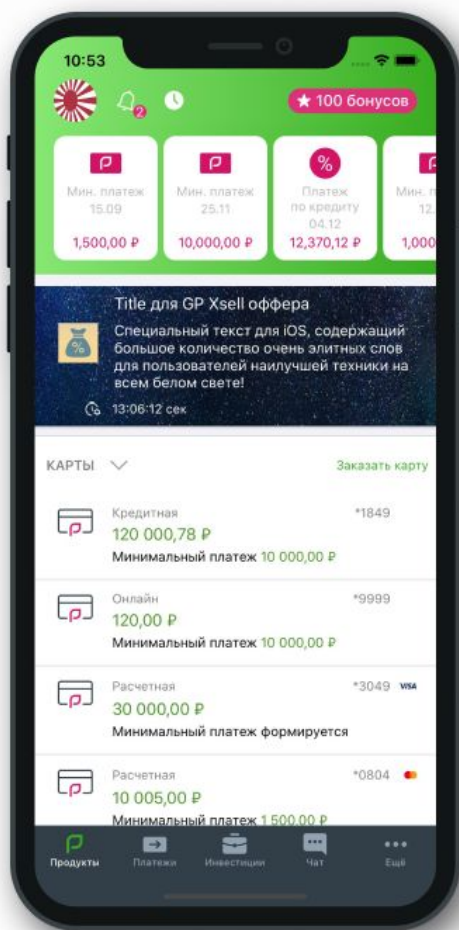 10:53
2
★ 100 бонусов
Мин. платеж
15.09
1,500,00 ₽
Мин. платеж
25.11
10,000,00 ₽
%
Платеж
по кредиту
04.12
12,370,12 ₽
Мин. п
12.
1,000
Title для GP Xsell оффера
%
Специальный текст для iOS, содержащий
большое количество очень элитных слов
для пользователей наилучшей техники на
всем белом свете!
13:06:12 сек
КАРТЫ
Заказать карту
Кредитная *1849
120 000,78 ₽
Минимальный платеж 10 000,00 ₽
Онлайн *9999
120,00 ₽
Минимальный платеж 10 000,00 ₽
Расчетная *3049 VISA
30 000,00 ₽
Минимальный платеж формируется
Расчетная *0804
10 005,00 ₽
Минимальный платеж 1 500,00 ₽
Продукты Платежи Инвестиции Чат Ещё